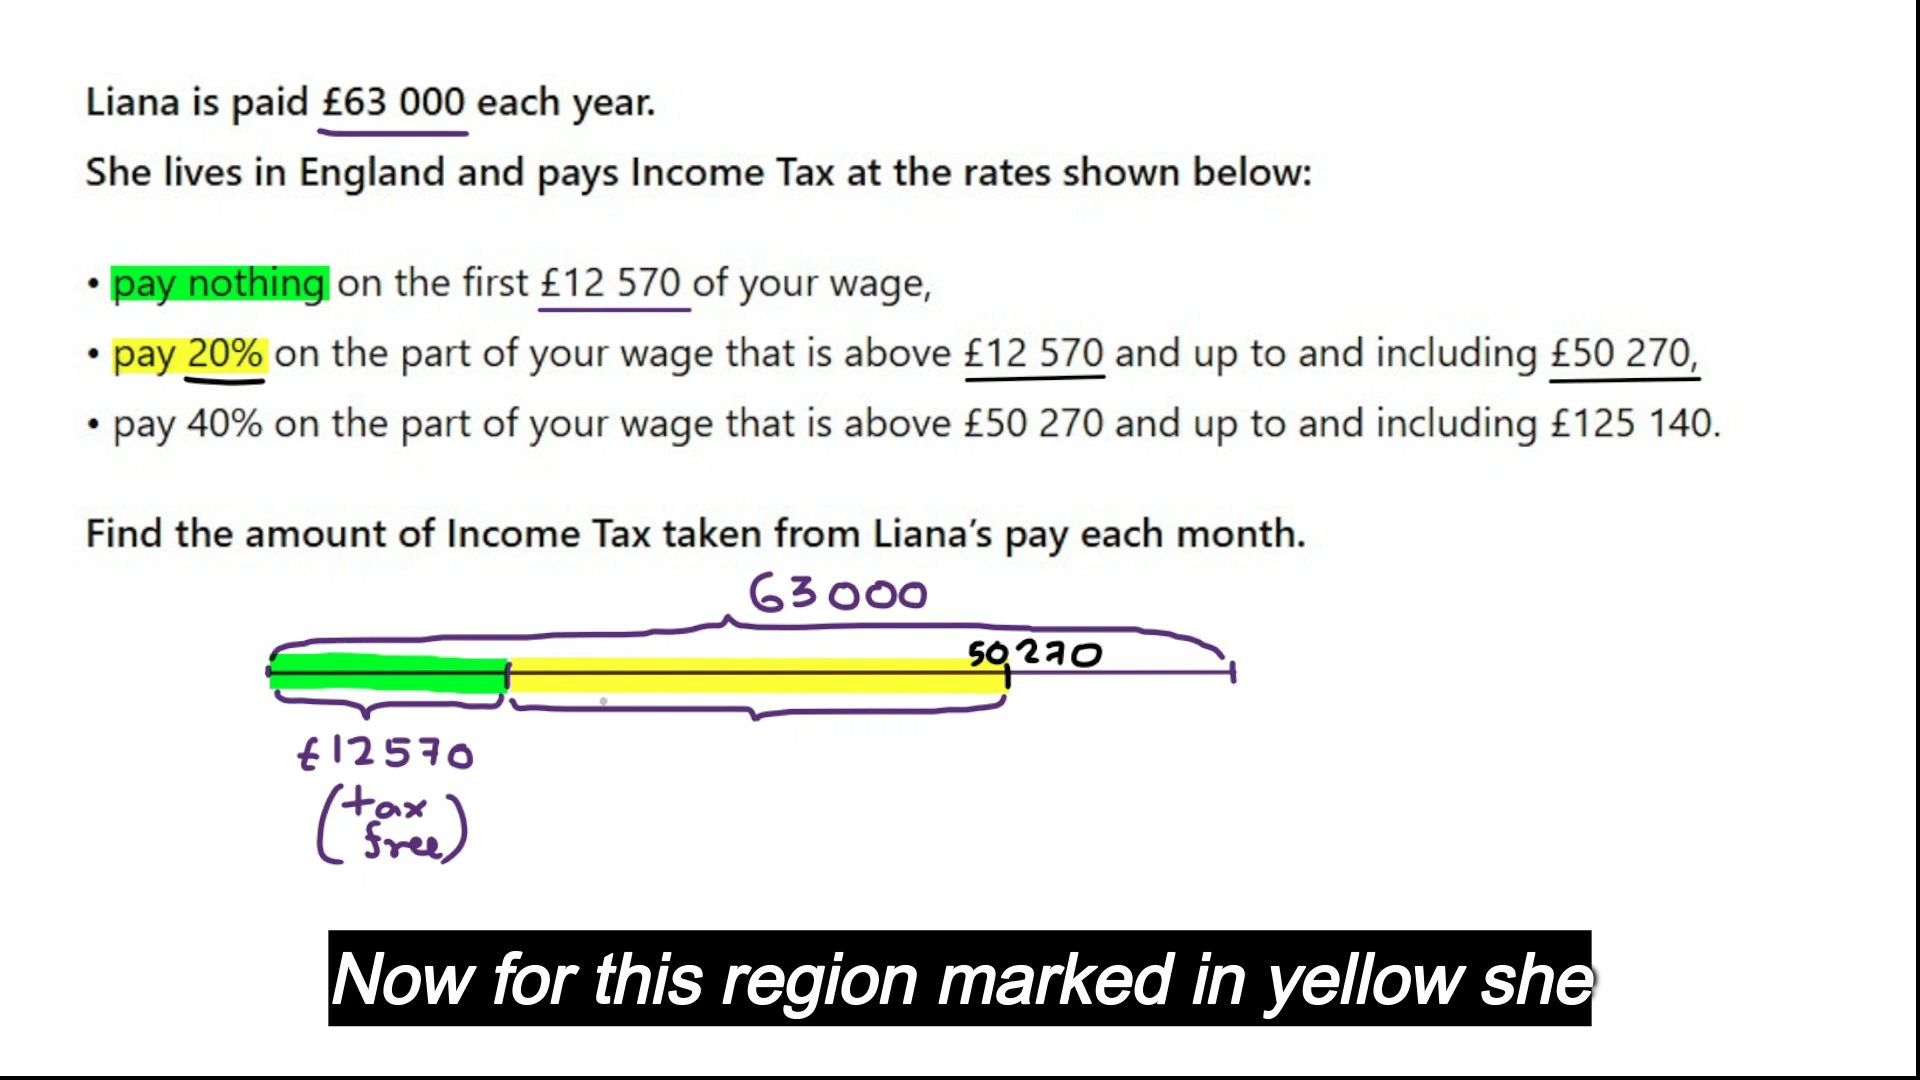 Liana is paid £63 000 each year.
She lives in England and pays Income Tax at the rates shown below:
• pay nothing on the first £12 570 of your wage,
• pay 20% on the part of your wage that is above £12 570 and up to and including £50 270,
• pay 40% on the part of your wage that is above £50 270 and up to and including £125 140.
Find the amount of Income Tax taken from Liana’s pay each month.
63000
50270
£12570
(tax
free)
Now for this region marked in yellow she